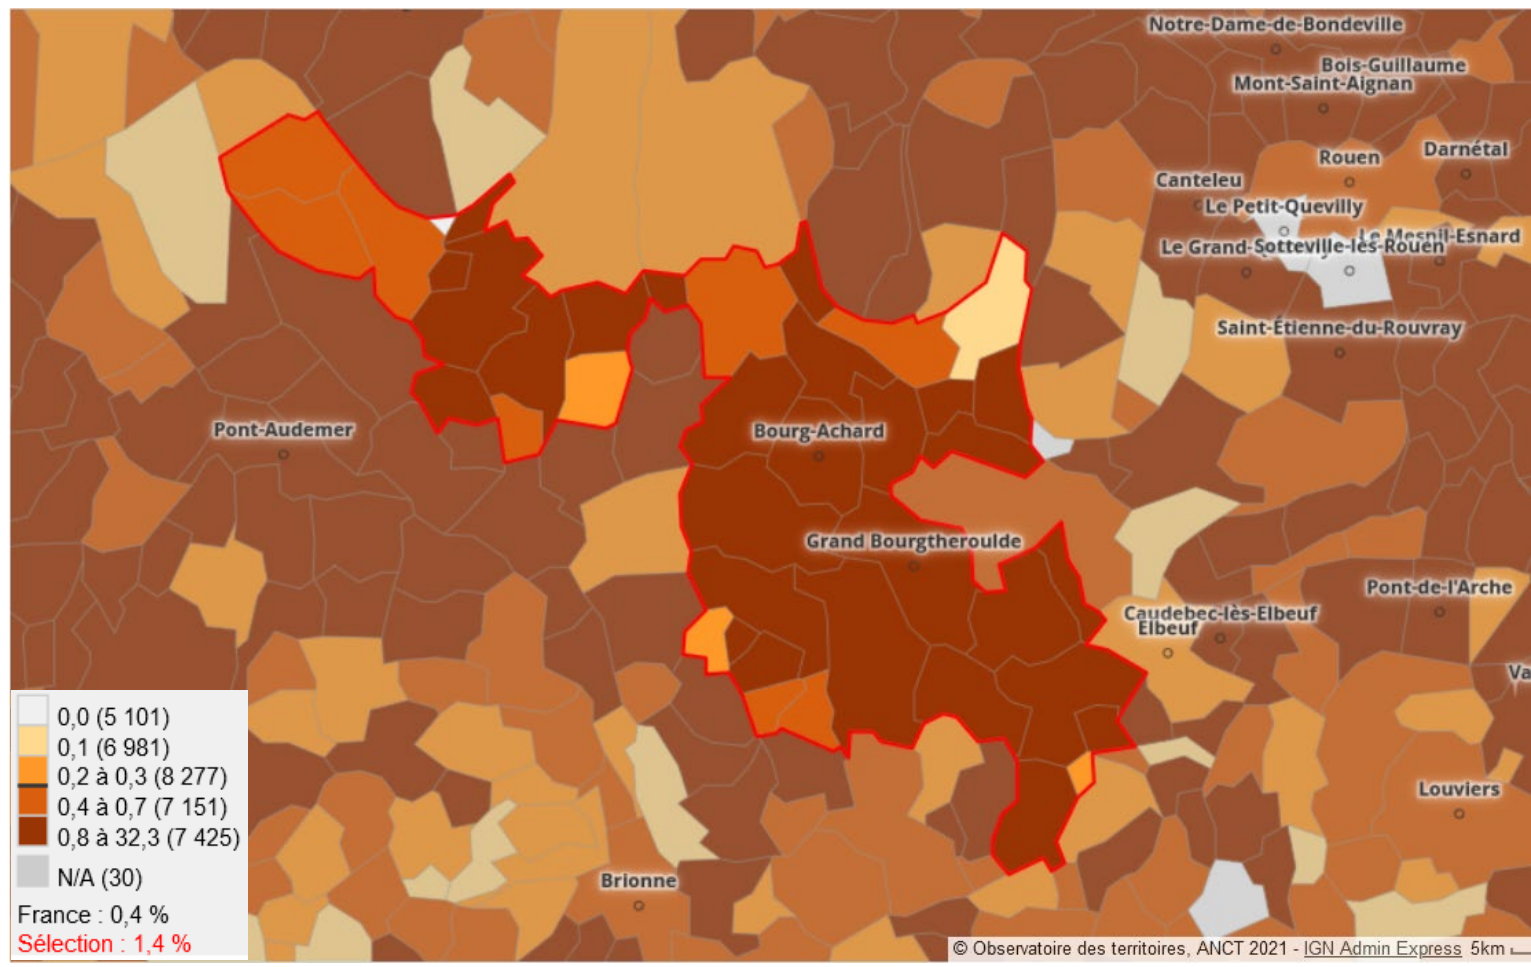 Notre-Dame-de-Bondeville
Bois-Guillaume
Mont-Saint-Aignan
Rouen
Darnétal
Canteleu
Le Petit-Quevilly
Le Mesnil-Esnard
Le Grand-
Sotteville-lès-Rouen
Saint-Étienne-du-Rouvray
Pont-Audemer
Bourg-Achard
Grand Bourgtheroulde
Pont-de-l'Arche
Caudebec-lès-Elbeuf
Elbeuf
Va
Louviers
Brionne
0,0 (5 101)
0,1 (6 981)
0,2 à 0,3 (8 277)
0,4 à 0,7 (7 151)
0,8 à 32,3 (7 425)
N/A (30)
France : 0,4 %
Sélection : 1,4 %
© Observatoire des territoires, ANCT 2021 - IGN Admin Express 5km